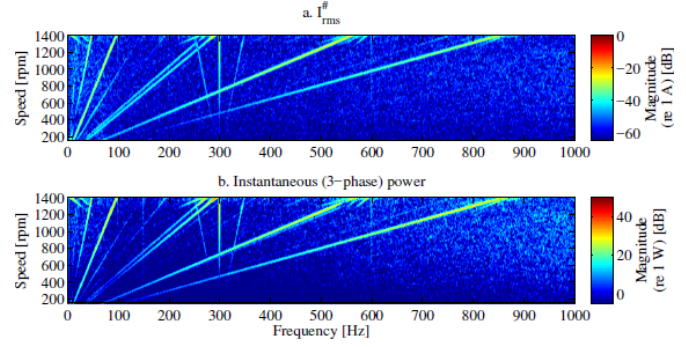 a. I#rms
1400
1200
1000
800
600
400
200
Speed [rpm]
0 100 200 300 400 500 600 700 800 900 1000
0
−20
−40
−60
Magnitude
(re 1 A) [dB]
b. Instantaneous (3−phase) power
1400
1200
1000
800
600
400
200
Speed [rpm]
0 100 200 300 400 500 600 700 800 900 1000
Frequency [Hz]
40
20
0
Magnitude
(re 1 W) [dB]